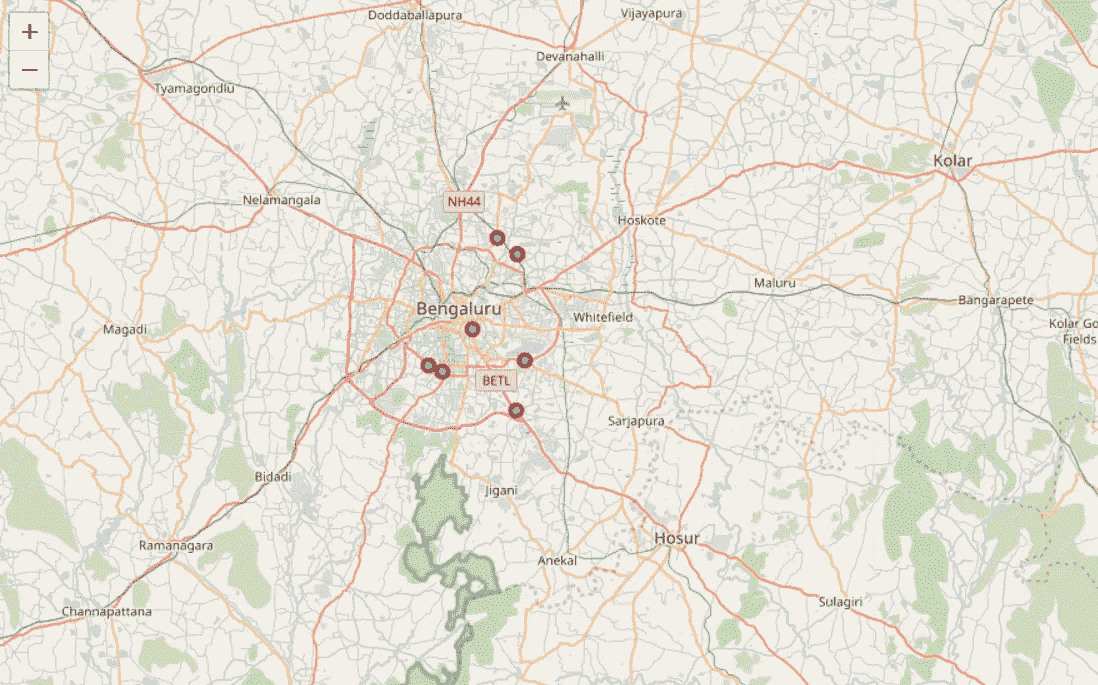 +
−
Doddaballapura
Vijayapura
Devanahalli
Tyamagondlu
Kolar
Nelamangala
NH44
Hoskote
Maluru
Bangarapete
Bengaluru
Whitefield
Magadi
Kolar Go
Fields
BETL
Sarjapura
Bidadi
Jigani
Hosur
Ramanagara
Anekal
Sulagiri
Channapattana